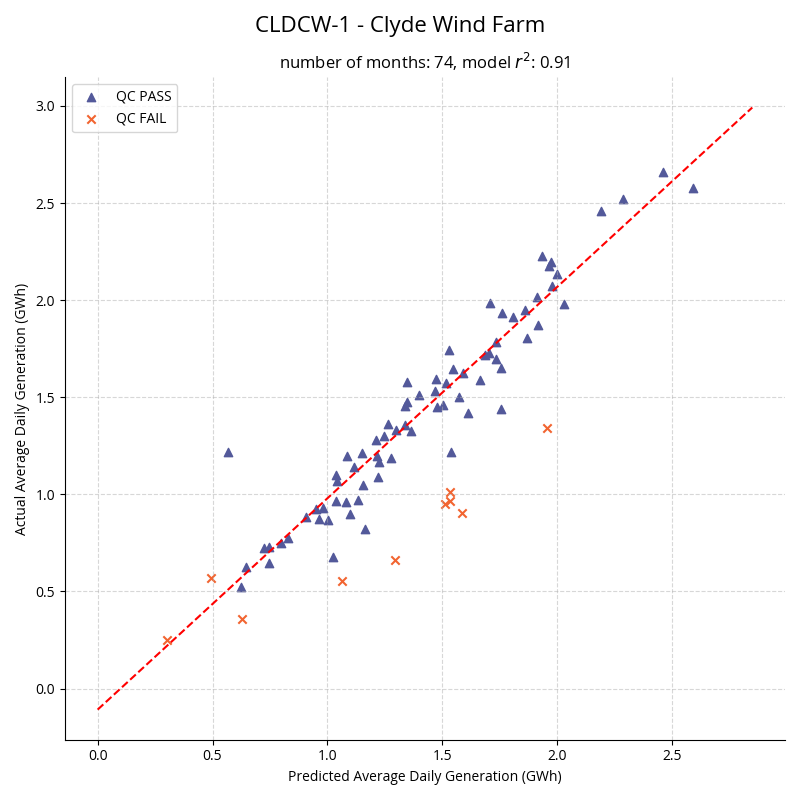 CLDCW-1 - Clyde Wind Farm
number of months: 74, model r²: 0.91
QC PASS
QC FAIL
3.0
2.5
2.0
1.5
1.0
0.5
0.0
Actual Average Daily Generation (GWh)
0.0 0.5 1.0 1.5 2.0 2.5
Predicted Average Daily Generation (GWh)